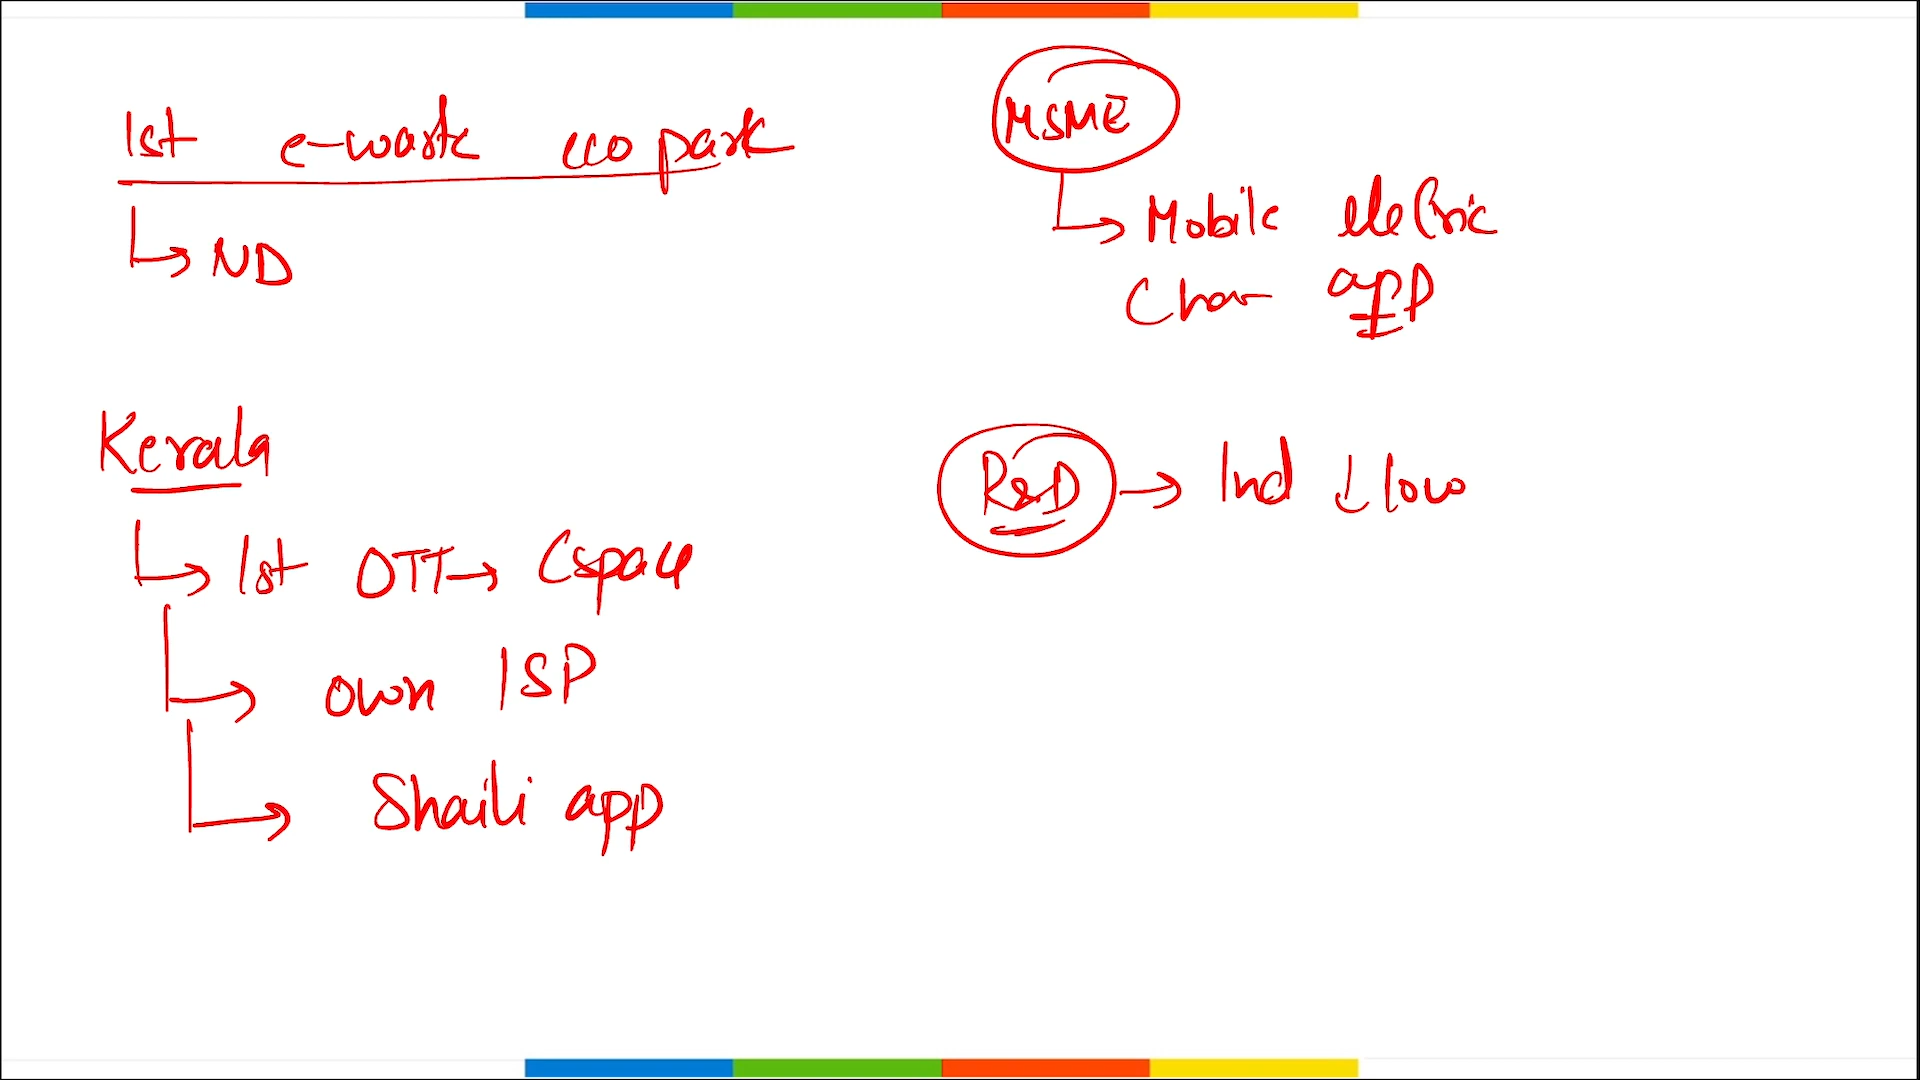 1st e-waste eco park
ND
Kerala
1st OTT → Cspace
own ISP
Shaili app
MSME
Mobile electric
Char app
R&D → Ind ↓ low